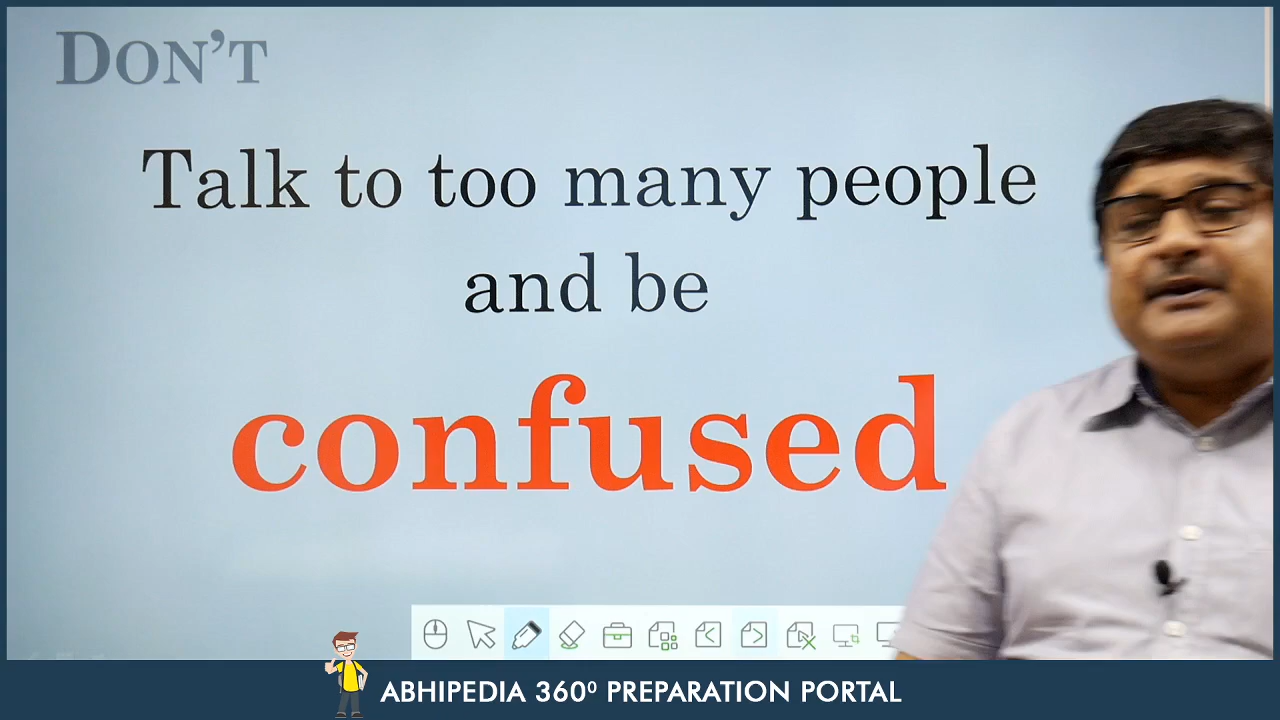 DON'T
Talk to too many people
and be
confused
ABHIPEDIA 360⁰ PREPARATION PORTAL